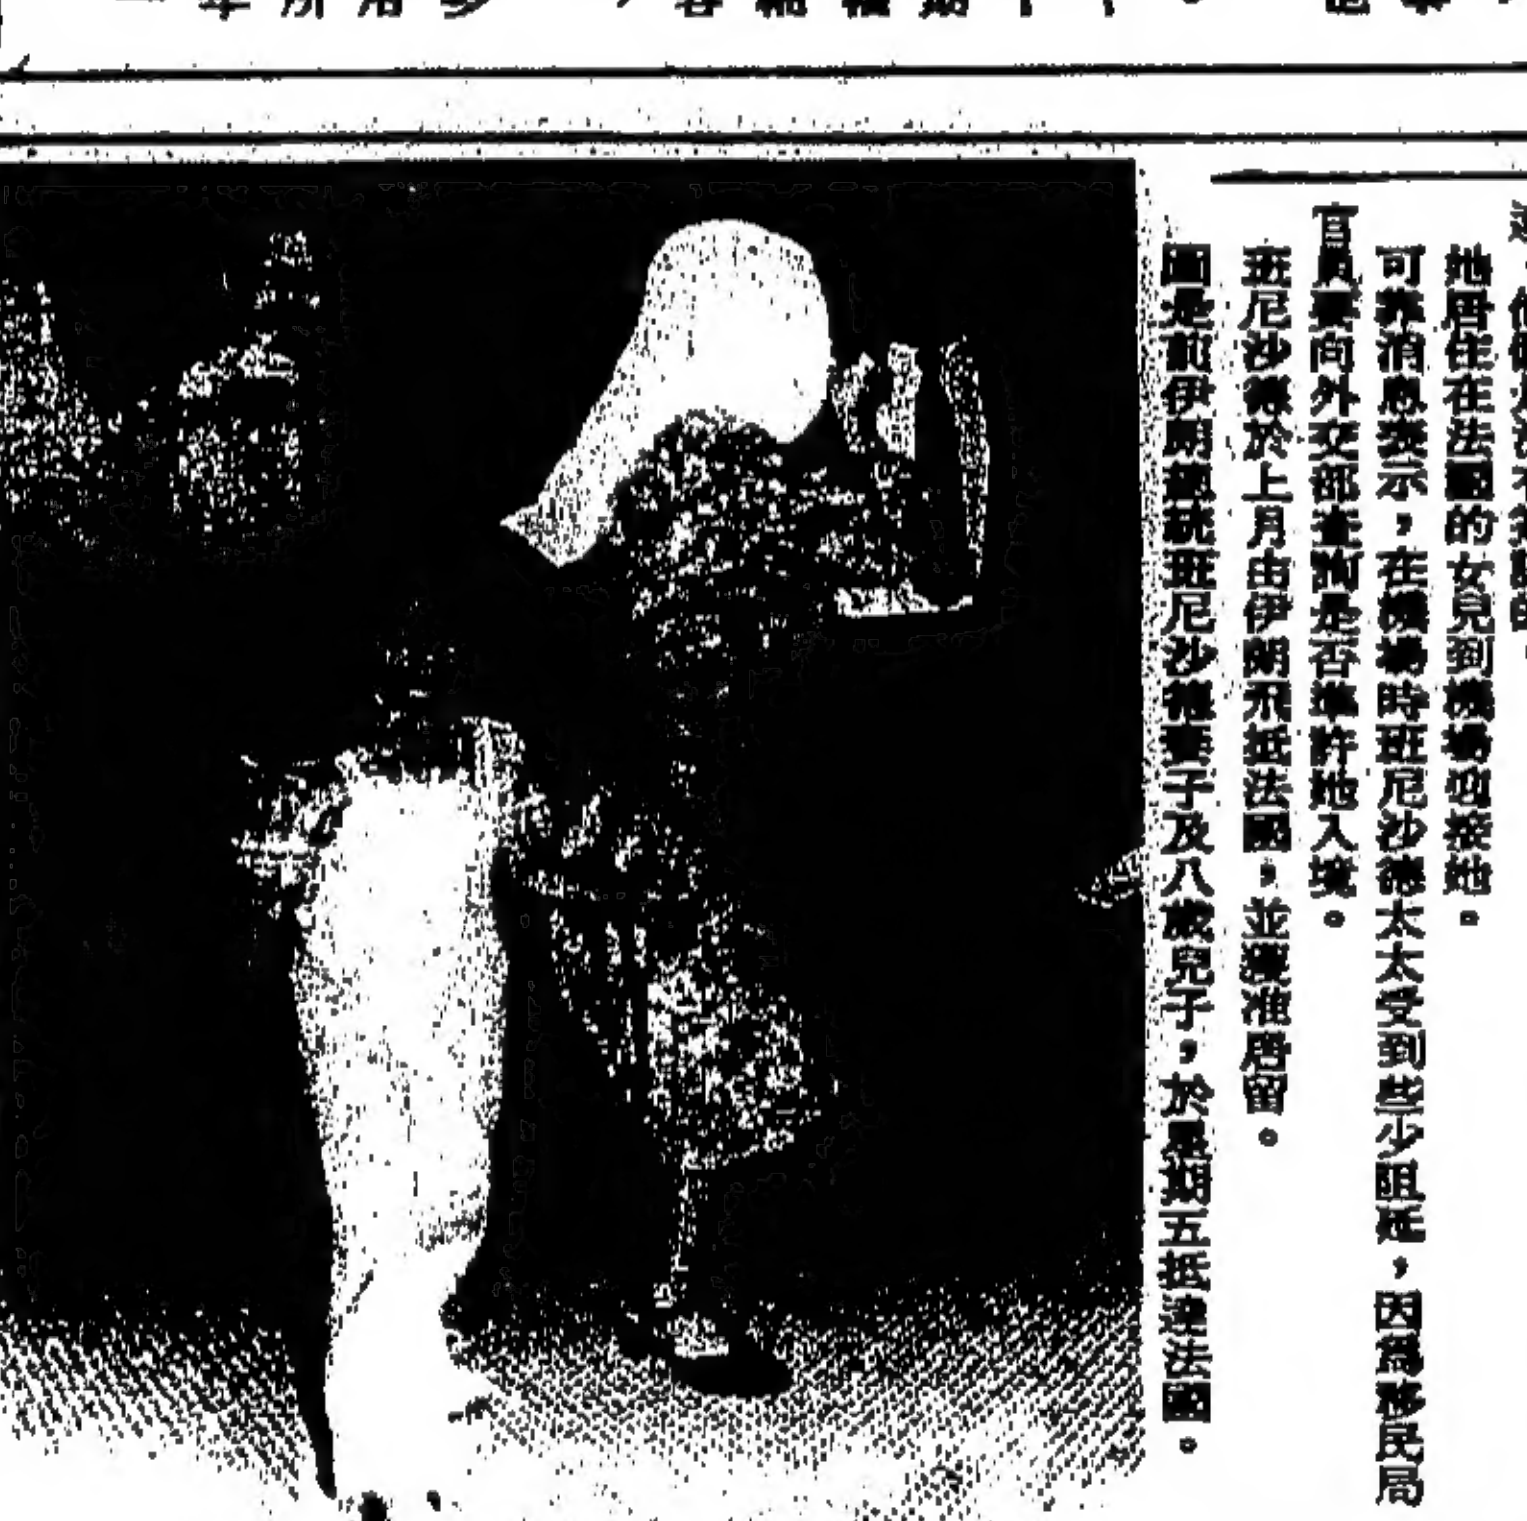 她居住在法國的女兒到機場迎接她。
可靠消息表示，在機場時班尼沙德太太受到些少阻延，因爲移民局
官員要向外交部查詢是否準許她入境。
班尼沙德於上月由伊朗飛抵法國，並獲准居留。
圖是前伊朗總統班尼沙德妻子及八歲兒子，於星期五抵達法國。